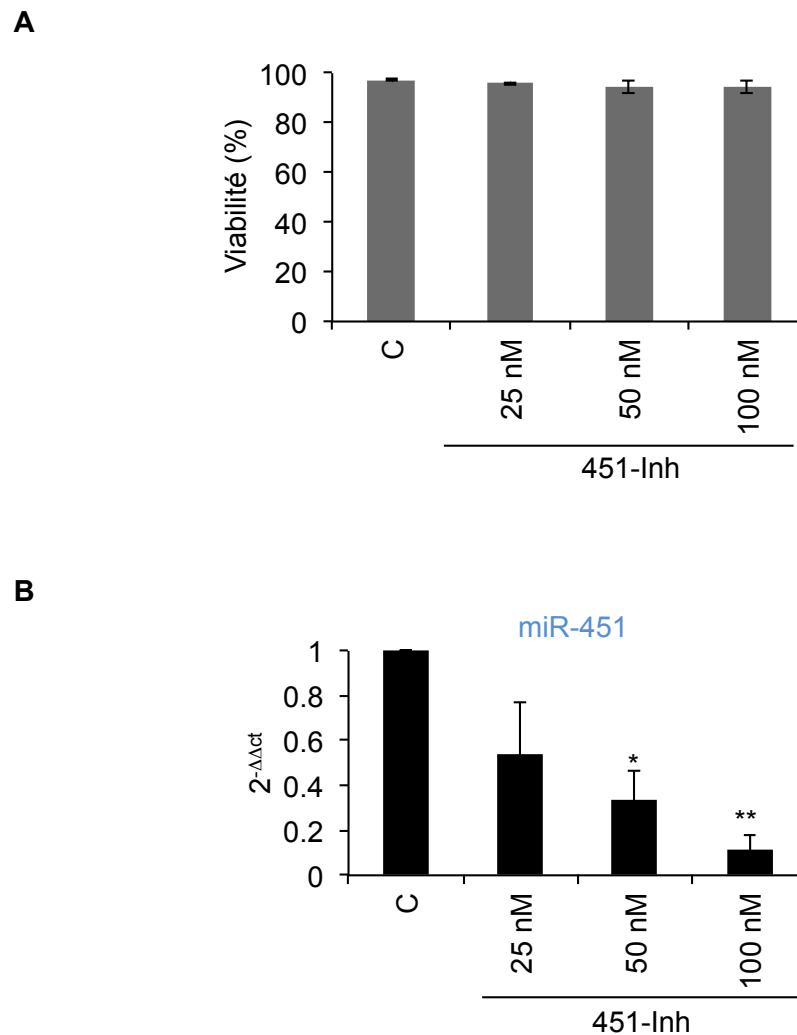 A
100
80
60
40
20
0
Viabilité (%)
C
25 nM
50 nM
100 nM
451-Inh
B
miR-451
1
0.8
0.6
0.4
0.2
0
2-ΔΔct
*
**
C
25 nM
50 nM
100 nM
451-Inh